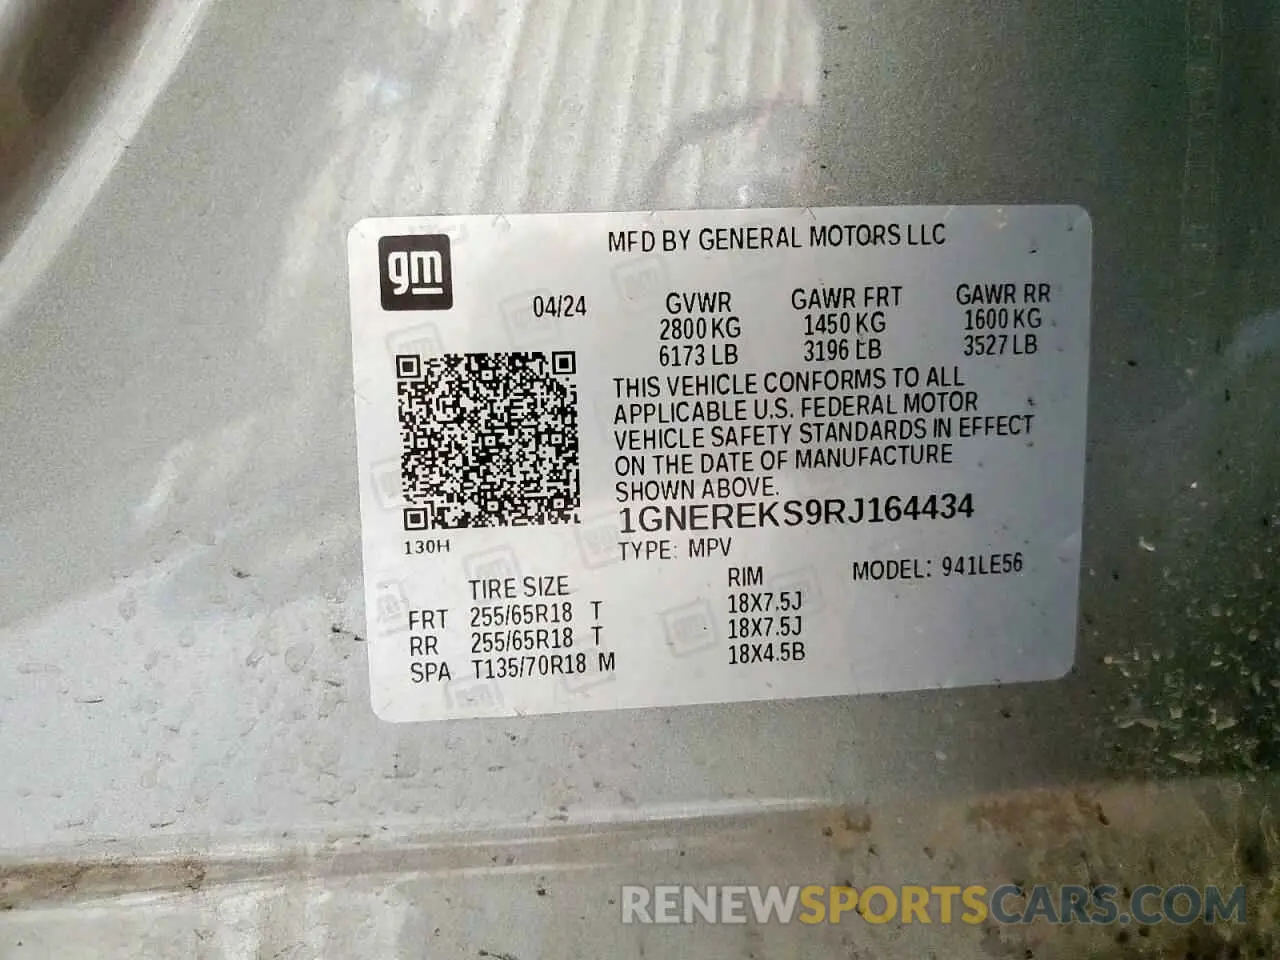 gm
MFD BY GENERAL MOTORS LLC
04/24
GVWR GAWR FRT GAWR RR
2800 KG 1450 KG 1600 KG
6173 LB 3196 LB 3527 LB
THIS VEHICLE CONFORMS TO ALL
APPLICABLE U.S. FEDERAL MOTOR
VEHICLE SAFETY STANDARDS IN EFFECT
ON THE DATE OF MANUFACTURE
SHOWN ABOVE.
1GNEREKS9RJ164434
130H
TYPE: MPV
MODEL: 941LE56
TIRE SIZE RIM
FRT 255/65R18 T 18X7.5J
RR 255/65R18 T 18X7.5J
SPA T135/70R18 M 18X4.5B
RENEWSPORTSCARS.COM